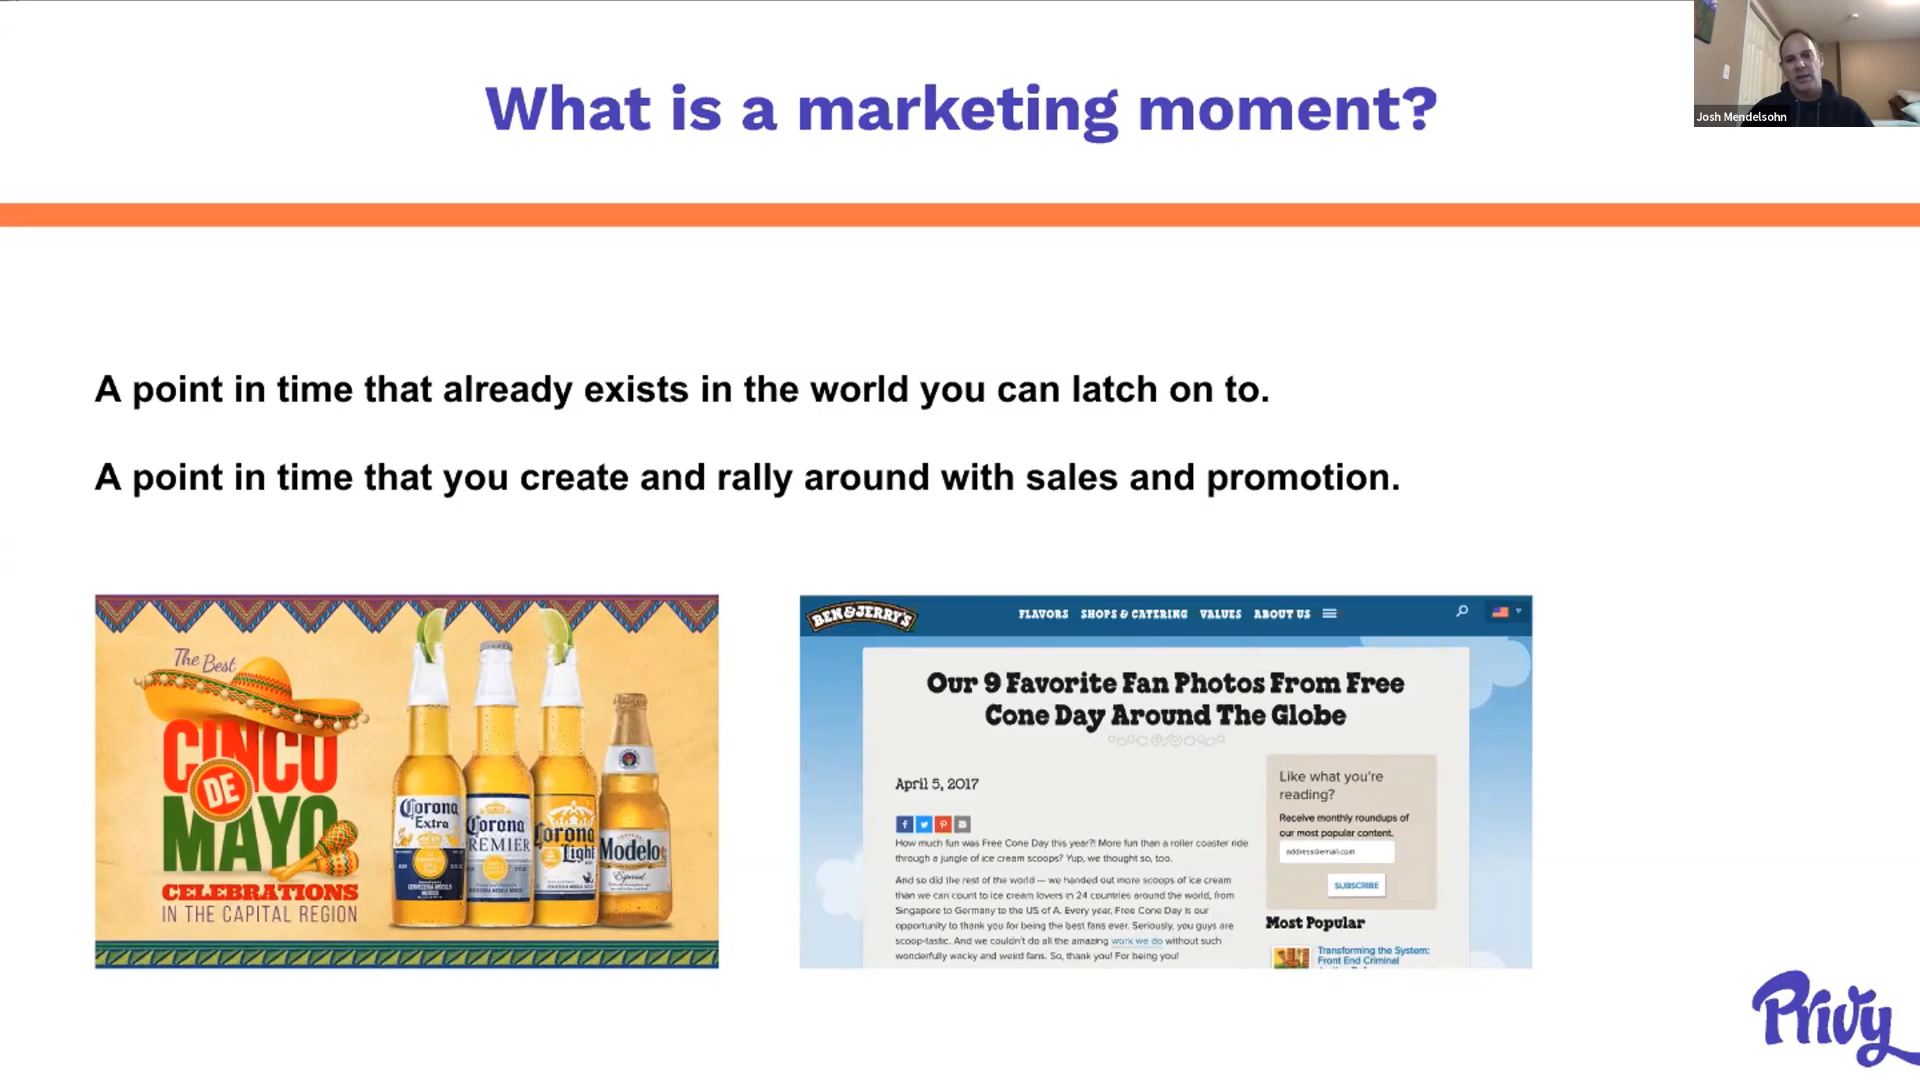 What is a marketing moment?
Josh Mendelsohn
A point in time that already exists in the world you can latch on to.
A point in time that you create and rally around with sales and promotion.
The Best
CINCO
DE
MAYO
CELEBRATIONS
IN THE CAPITAL REGION
Corona
Extra
Corona
PREMIER
Corona
Light
Modelo
Especial
BEN & JERRY'S
FLAVORS SHOPS & CATERING VALUES ABOUT US
Our 9 Favorite Fan Photos From Free
Cone Day Around The Globe
April 5, 2017
How much fun was Free Cone Day this year?! More fun than a roller coaster ride
through a jungle of ice cream scoops? Yup, we thought so, too.
And so did the rest of the world — we handed out more scoops of ice cream
than we can count to ice cream lovers in 24 countries around the world, from
Singapore to Germany to the US of A. Every year, Free Cone Day is our
opportunity to thank you for being the best fans ever. Seriously, you guys are
scoop-tastic. And we couldn't do all the amazing work we do without such
wonderfully wacky and weird fans. So, thank you! For being you!
Like what you're
reading?
Receive monthly roundups of
our most popular content.
address@email.com
SUBSCRIBE
Most Popular
Transforming the System:
Front End Criminal
Privy